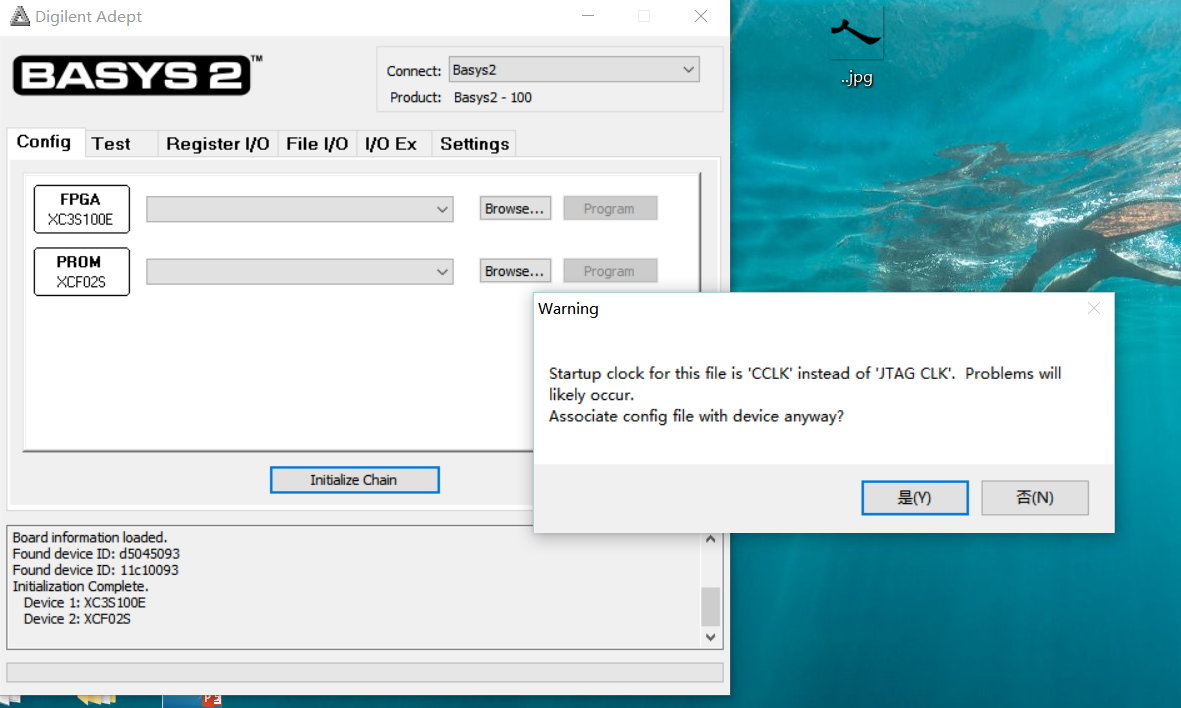 Digilent Adept
BASYS 2™
Connect: Basys2
Product: Basys2 - 100
Config Test Register I/O File I/O I/O Ex Settings
FPGA
XC3S100E
Browse... Program
PROM
XCF02S
Browse... Program
Initialize Chain
Board information loaded.
Found device ID: d5045093
Found device ID: 11c10093
Initialization Complete.
Device 1: XC3S100E
Device 2: XCF02S
Warning
Startup clock for this file is 'CCLK' instead of 'JTAG CLK'. Problems will
likely occur.
Associate config file with device anyway?
是(Y) 否(N)
人
..jpg